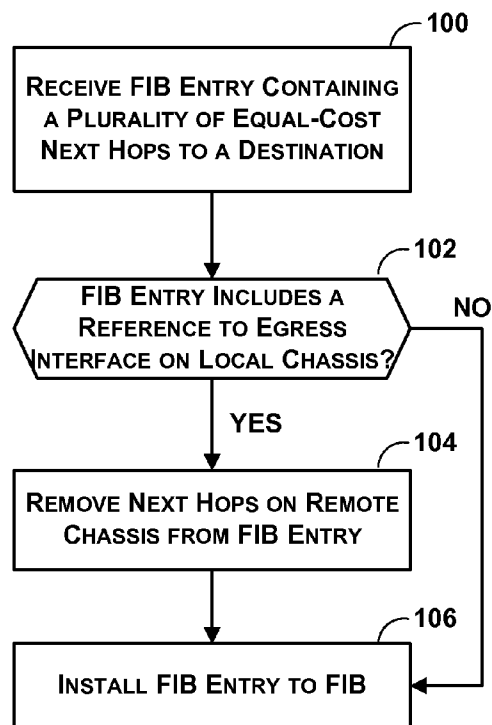 100
RECEIVE FIB ENTRY CONTAINING
A PLURALITY OF EQUAL-COST
NEXT HOPS TO A DESTINATION
102
FIB ENTRY INCLUDES A
REFERENCE TO EGRESS
INTERFACE ON LOCAL CHASSIS?
NO
YES
104
REMOVE NEXT HOPS ON REMOTE
CHASSIS FROM FIB ENTRY
106
INSTALL FIB ENTRY TO FIB